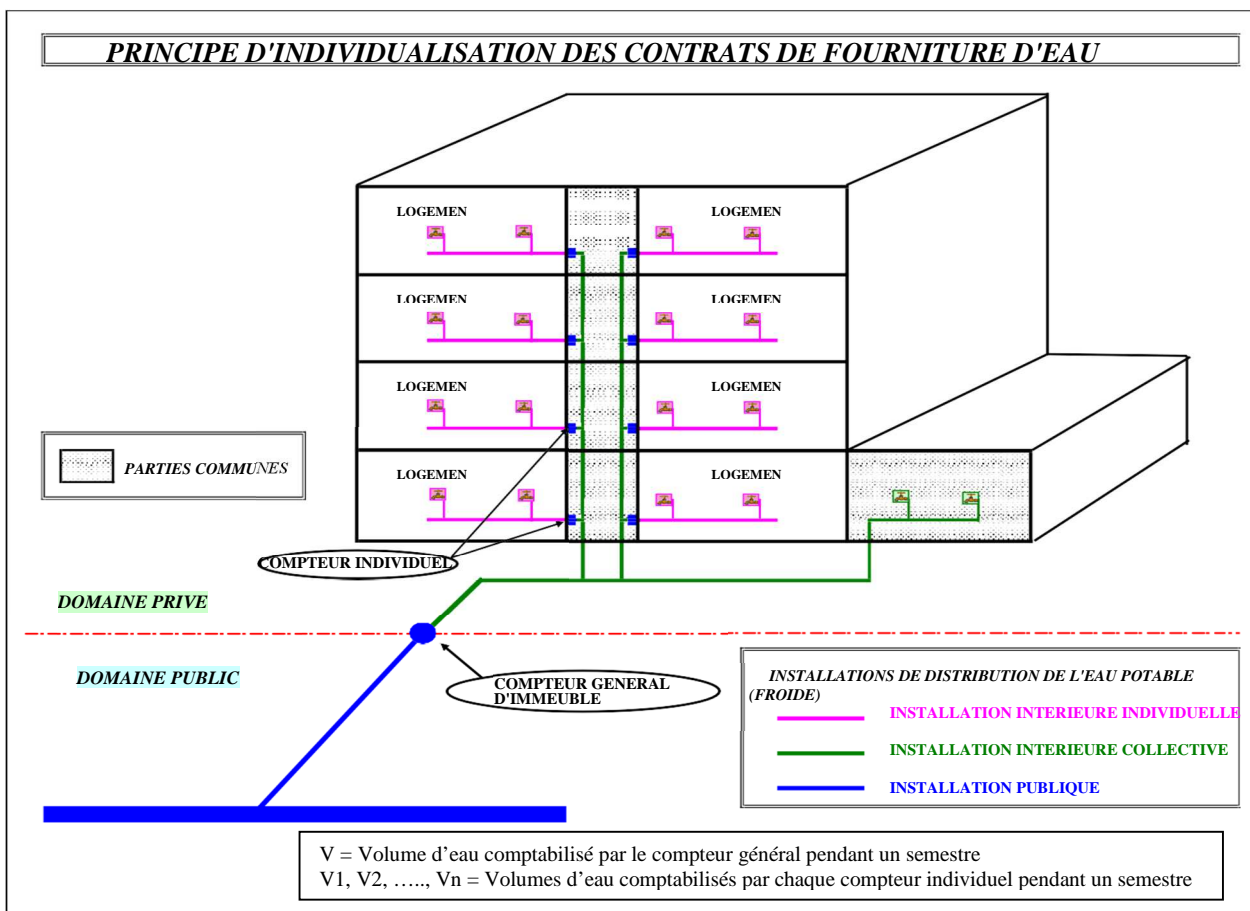 PRINCIPE D'INDIVIDUALISATION DES CONTRATS DE FOURNITURE D'EAU
LOGEMEN
LOGEMEN
LOGEMEN
LOGEMEN
LOGEMEN
LOGEMEN
LOGEMEN
LOGEMEN
PARTIES COMMUNES
COMPTEUR INDIVIDUEL
DOMAINE PRIVE
DOMAINE PUBLIC
COMPTEUR GENERAL
D'IMMEUBLE
INSTALLATIONS DE DISTRIBUTION DE L'EAU POTABLE
(FROIDE)
INSTALLATION INTERIEURE INDIVIDUELLE
INSTALLATION INTERIEURE COLLECTIVE
INSTALLATION PUBLIQUE
V = Volume d’eau comptabilisé par le compteur général pendant un semestre
V1, V2, ….., Vn = Volumes d’eau comptabilisés par chaque compteur individuel pendant un semestre